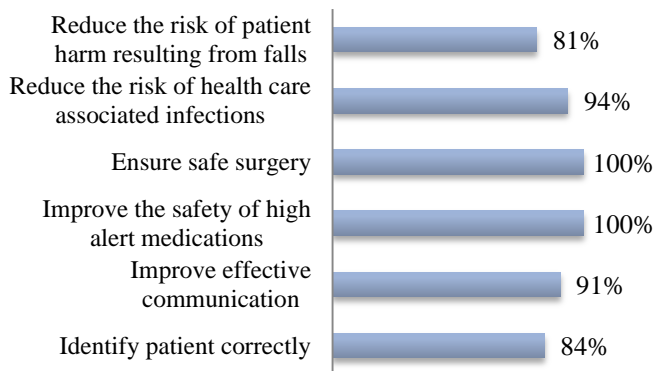 Reduce the risk of patient
harm resulting from falls
81%
Reduce the risk of health care
associated infections
94%
Ensure safe surgery
100%
Improve the safety of high
alert medications
100%
Improve effective
communication
91%
Identify patient correctly
84%